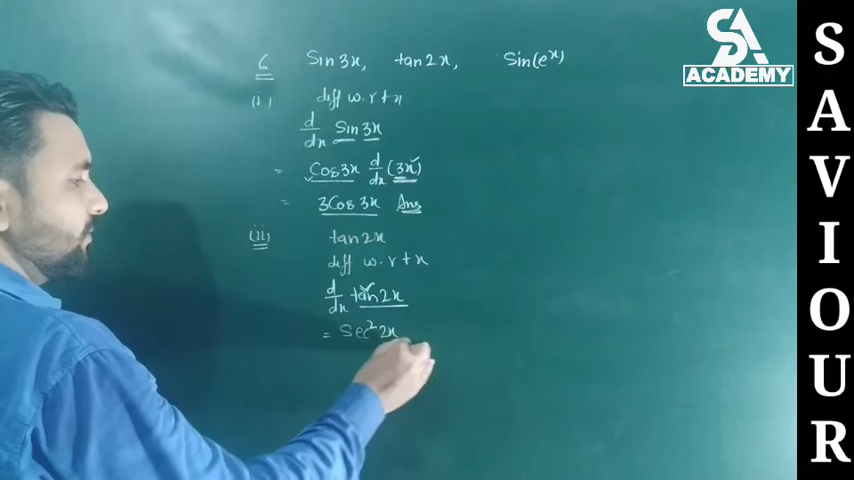 6 Sin3x, tan2x, Sin(eˣ)
(i) diff w.r+x
d/dx Sin3x
= Cos3x d/dx (3x)
= 3Cos3x Ans
(ii) tan2x
diff w.r+x
d/dx tan2x
= Sec²2x
SA
ACADEMY
SAVIOUR